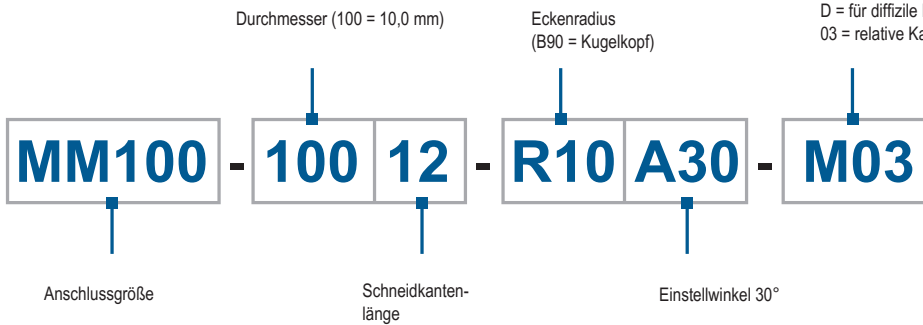 Durchmesser (100 = 10,0 mm)
Eckenradius
(B90 = Kugelkopf)
D = für diffizile
03 = relative
MM100 - 100 12 - R10 A30 - M03
Anschlussgröße
Schneidkanten-
länge
Einstellwinkel 30°